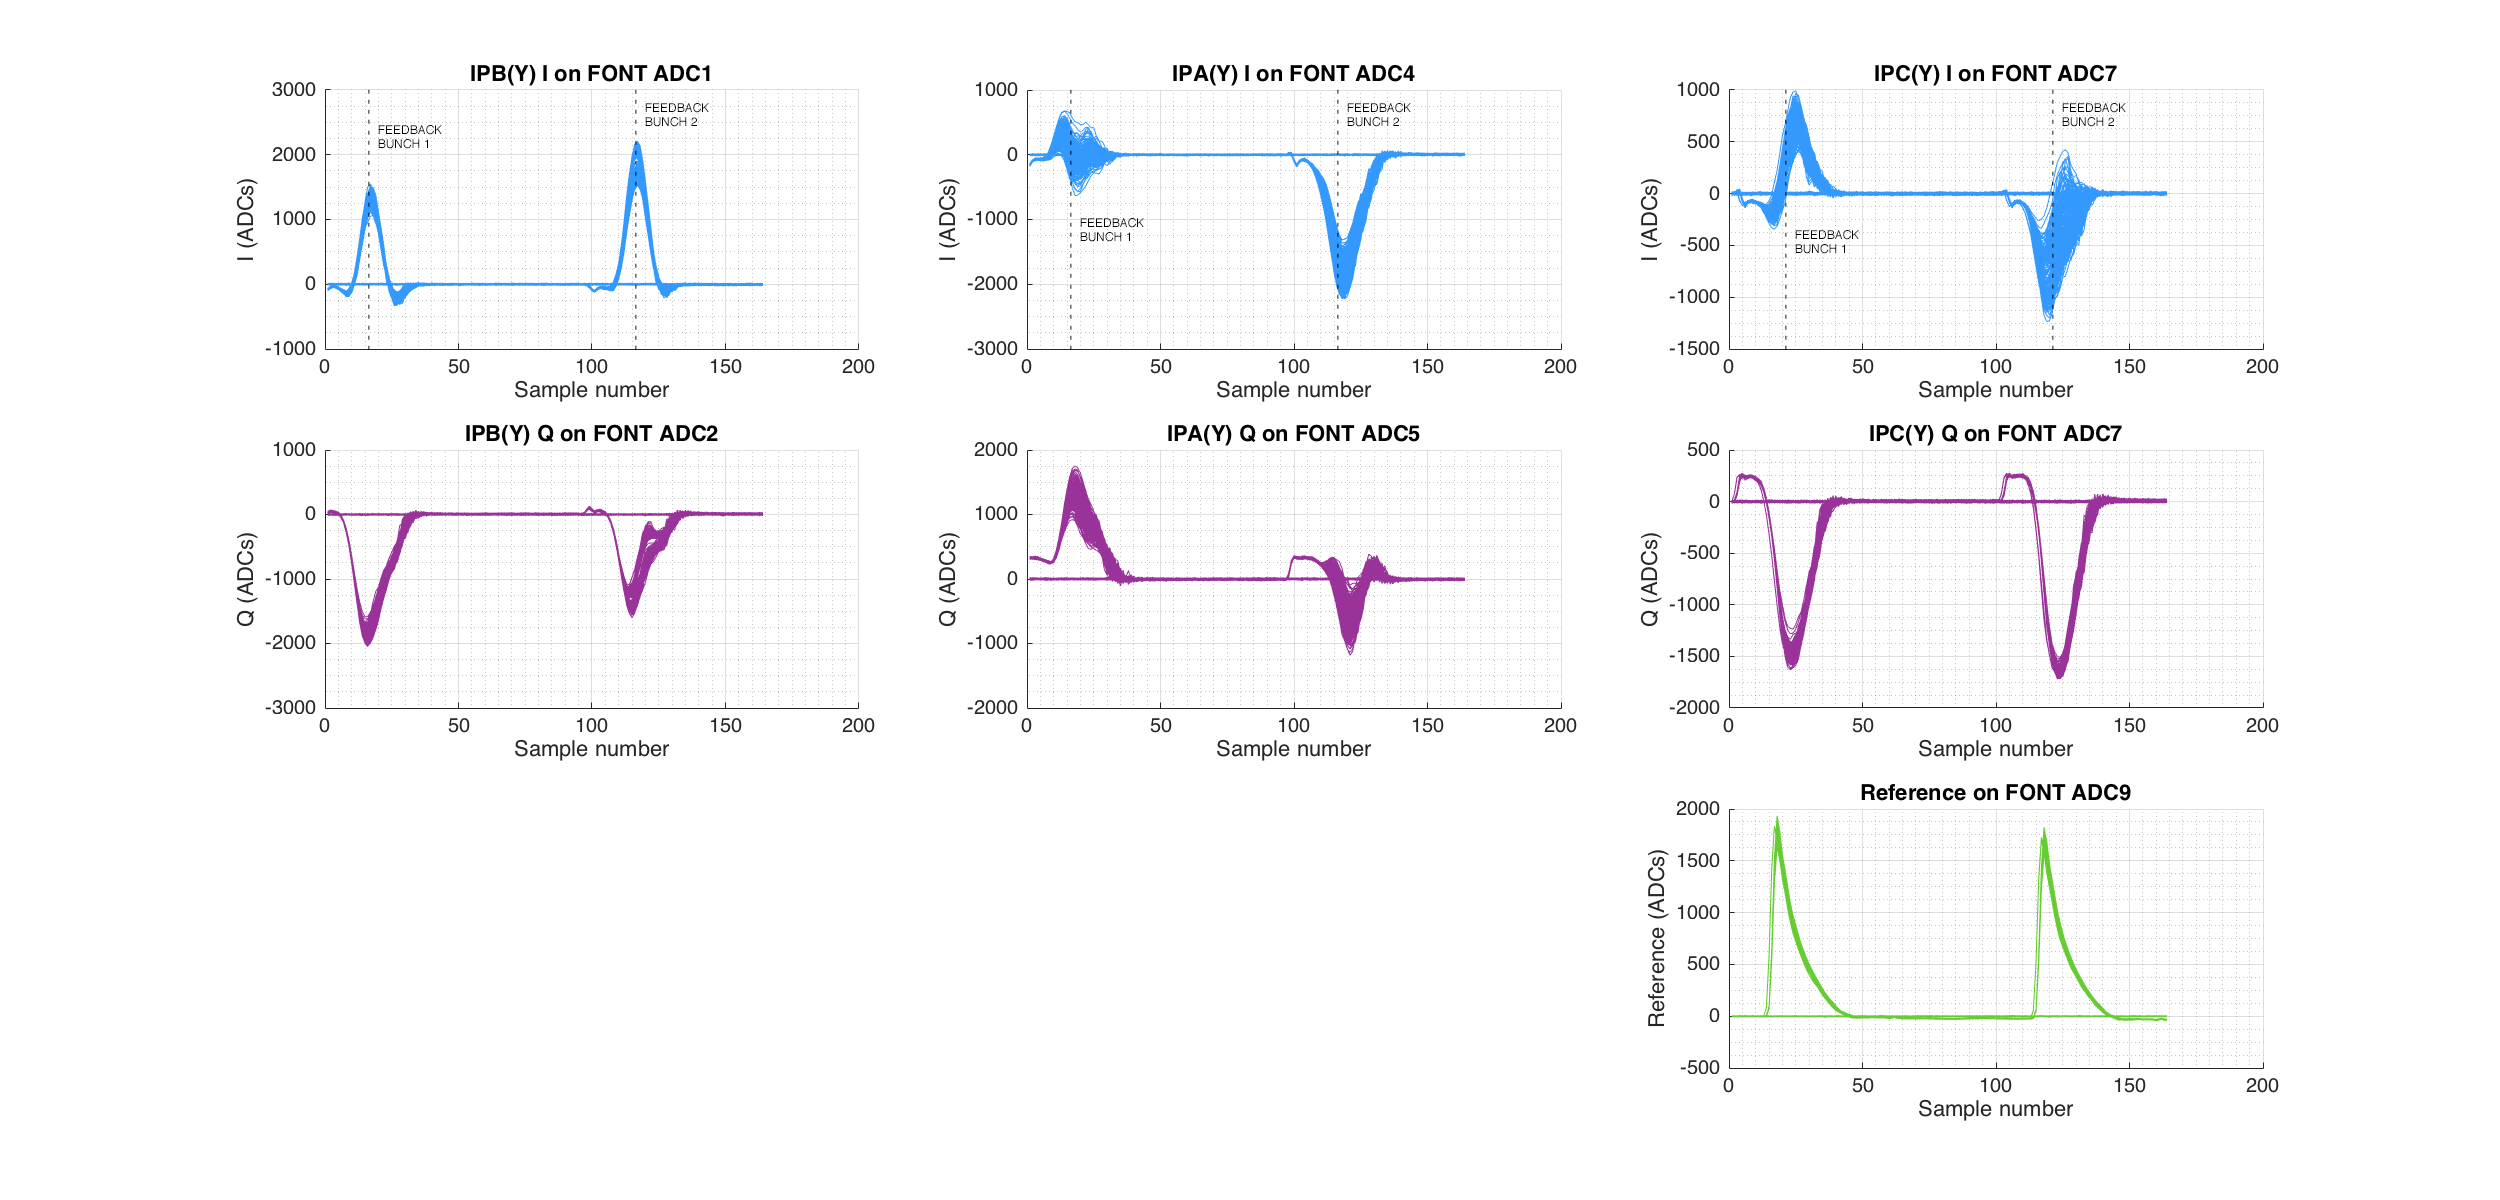 IPB(Y) I on FONT ADC1
3000
2000
1000
0
-1000
I (ADCs)
FEEDBACK
BUNCH 1
FEEDBACK
BUNCH 2
0 50 100 150 200
Sample number
IPA(Y) I on FONT ADC4
1000
0
-1000
-2000
-3000
I (ADCs)
FEEDBACK
BUNCH 2
FEEDBACK
BUNCH 1
0 50 100 150 200
Sample number
IPC(Y) I on FONT ADC7
1000
500
0
-500
-1000
-1500
I (ADCs)
FEEDBACK
BUNCH 2
FEEDBACK
BUNCH 1
0 50 100 150 200
Sample number
IPB(Y) Q on FONT ADC2
1000
0
-1000
-2000
-3000
Q (ADCs)
0 50 100 150 200
Sample number
IPA(Y) Q on FONT ADC5
2000
1000
0
-1000
-2000
Q (ADCs)
0 50 100 150 200
Sample number
IPC(Y) Q on FONT ADC7
500
0
-500
-1000
-1500
-2000
Q (ADCs)
0 50 100 150 200
Sample number
Reference on FONT ADC9
2000
1500
1000
500
0
-500
Reference (ADCs)
0 50 100 150 200
Sample number